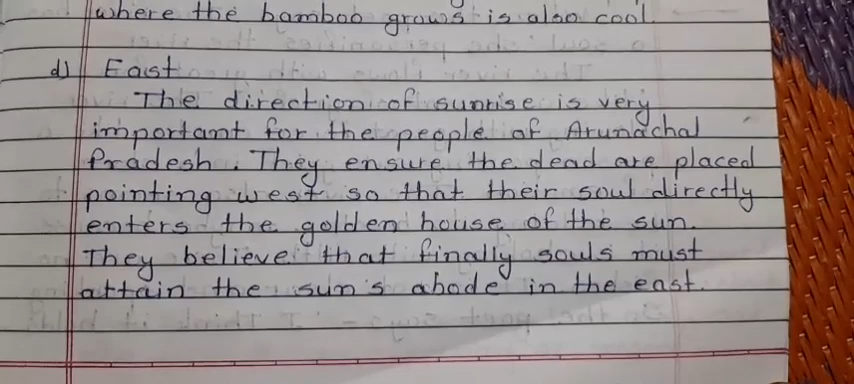 where the bamboo grows is also cool.
d) East
The direction of sunrise is very
important for the people of Arunachal
Pradesh. They ensure the dead are placed
pointing west so that their soul directly
enters the golden house of the sun.
They believe that finally souls must
attain the sun's abode in the east.